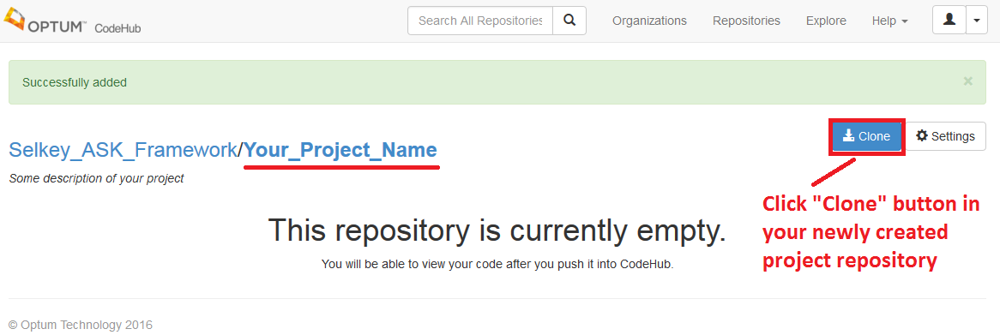 OPTUM™ CodeHub
Search All Repositories
Organizations
Repositories
Explore
Help
Successfully added
×
Clone
Settings
Selkey_ASK_Framework/Your_Project_Name
Some description of your project
Click "Clone" button in
your newly created
project repository
This repository is currently empty.
You will be able to view your code after you push it into CodeHub.
© Optum Technology 2016